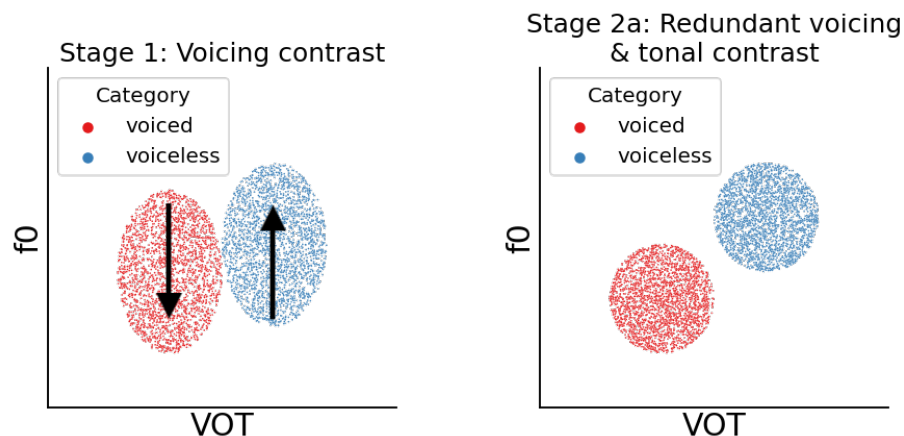 Stage 1: Voicing contrast
Category
voiced
voiceless
f0
VOT
Stage 2a: Redundant voicing
& tonal contrast
Category
voiced
voiceless
f0
VOT